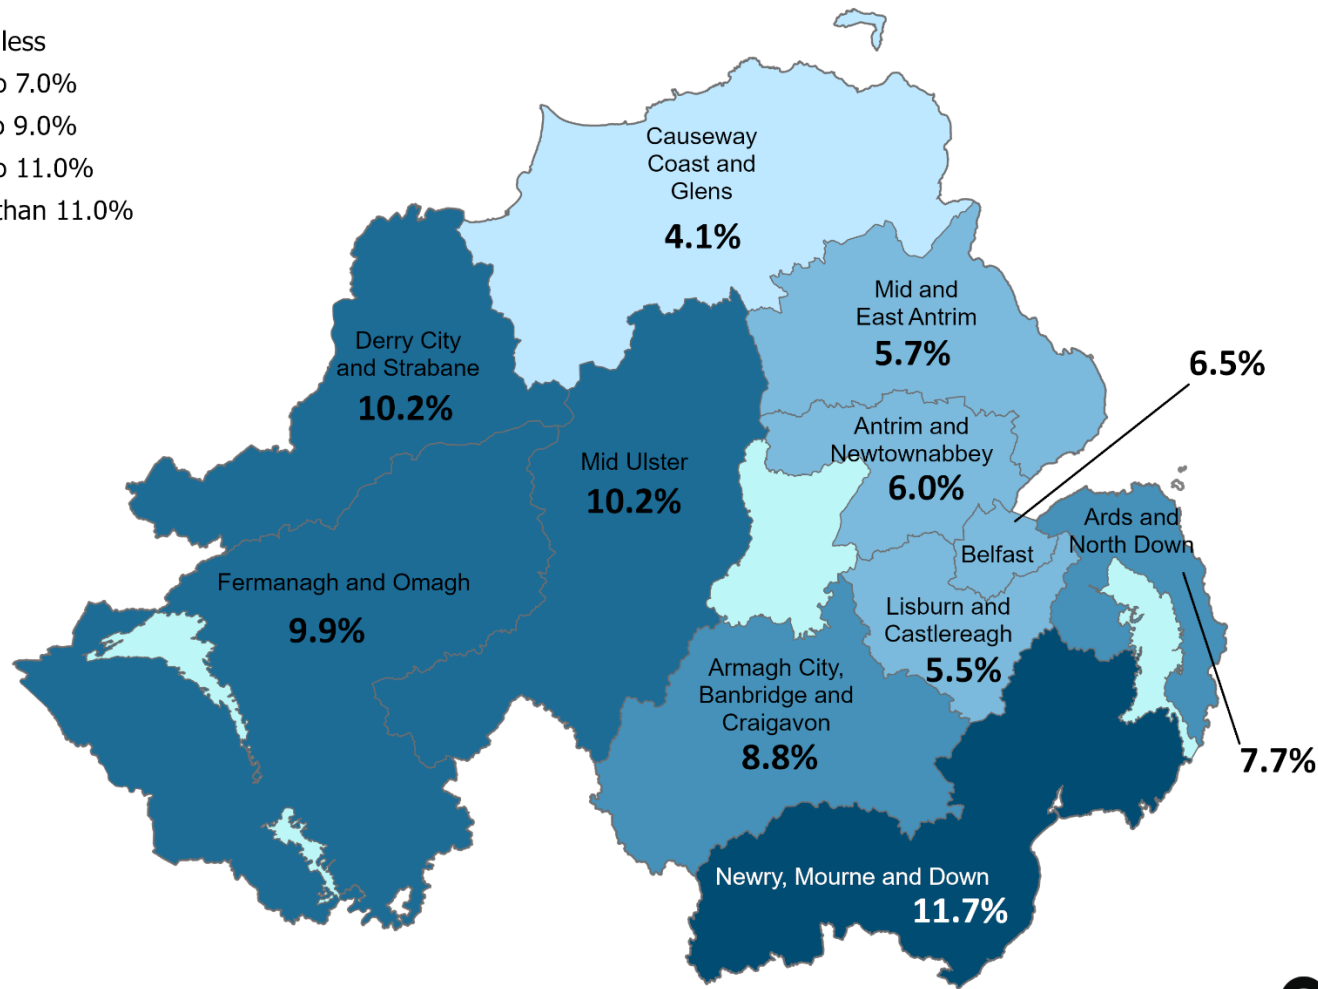 less
7.0%
9.0%
11.0%
than 11.0%
Causeway
Coast and
Glens
4.1%
Mid and
East Antrim
5.7%
Derry City
and Strabane
10.2%
6.5%
Antrim and
Newtownabbey
6.0%
Mid Ulster
10.2%
Ards and
North Down
Belfast
Fermanagh and Omagh
9.9%
Lisburn and
Castlereagh
5.5%
Armagh City,
Banbridge and
Craigavon
8.8%
7.7%
Newry, Mourne and Down
11.7%